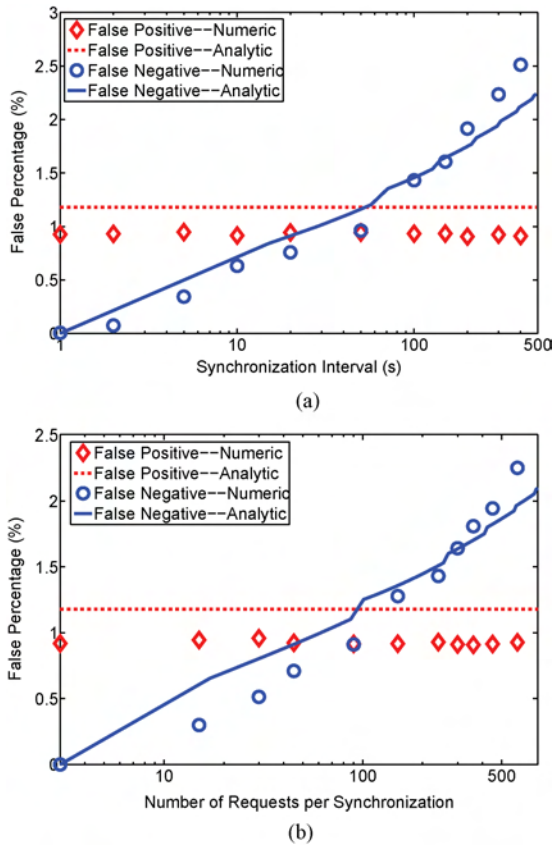 3
2.5
2
1.5
1
0.5
0
False Percentage (%)
False Positive--Numeric
False Positive--Analytic
False Negative--Numeric
False Negative--Analytic
1
10
100
500
Synchronization Interval (s)
(a)
2.5
2
1.5
1
0.5
0
False Percentage (%)
False Positive--Numeric
False Positive--Analytic
False Negative--Numeric
False Negative--Analytic
10
100
Number of Requests per Synchronization
(b)